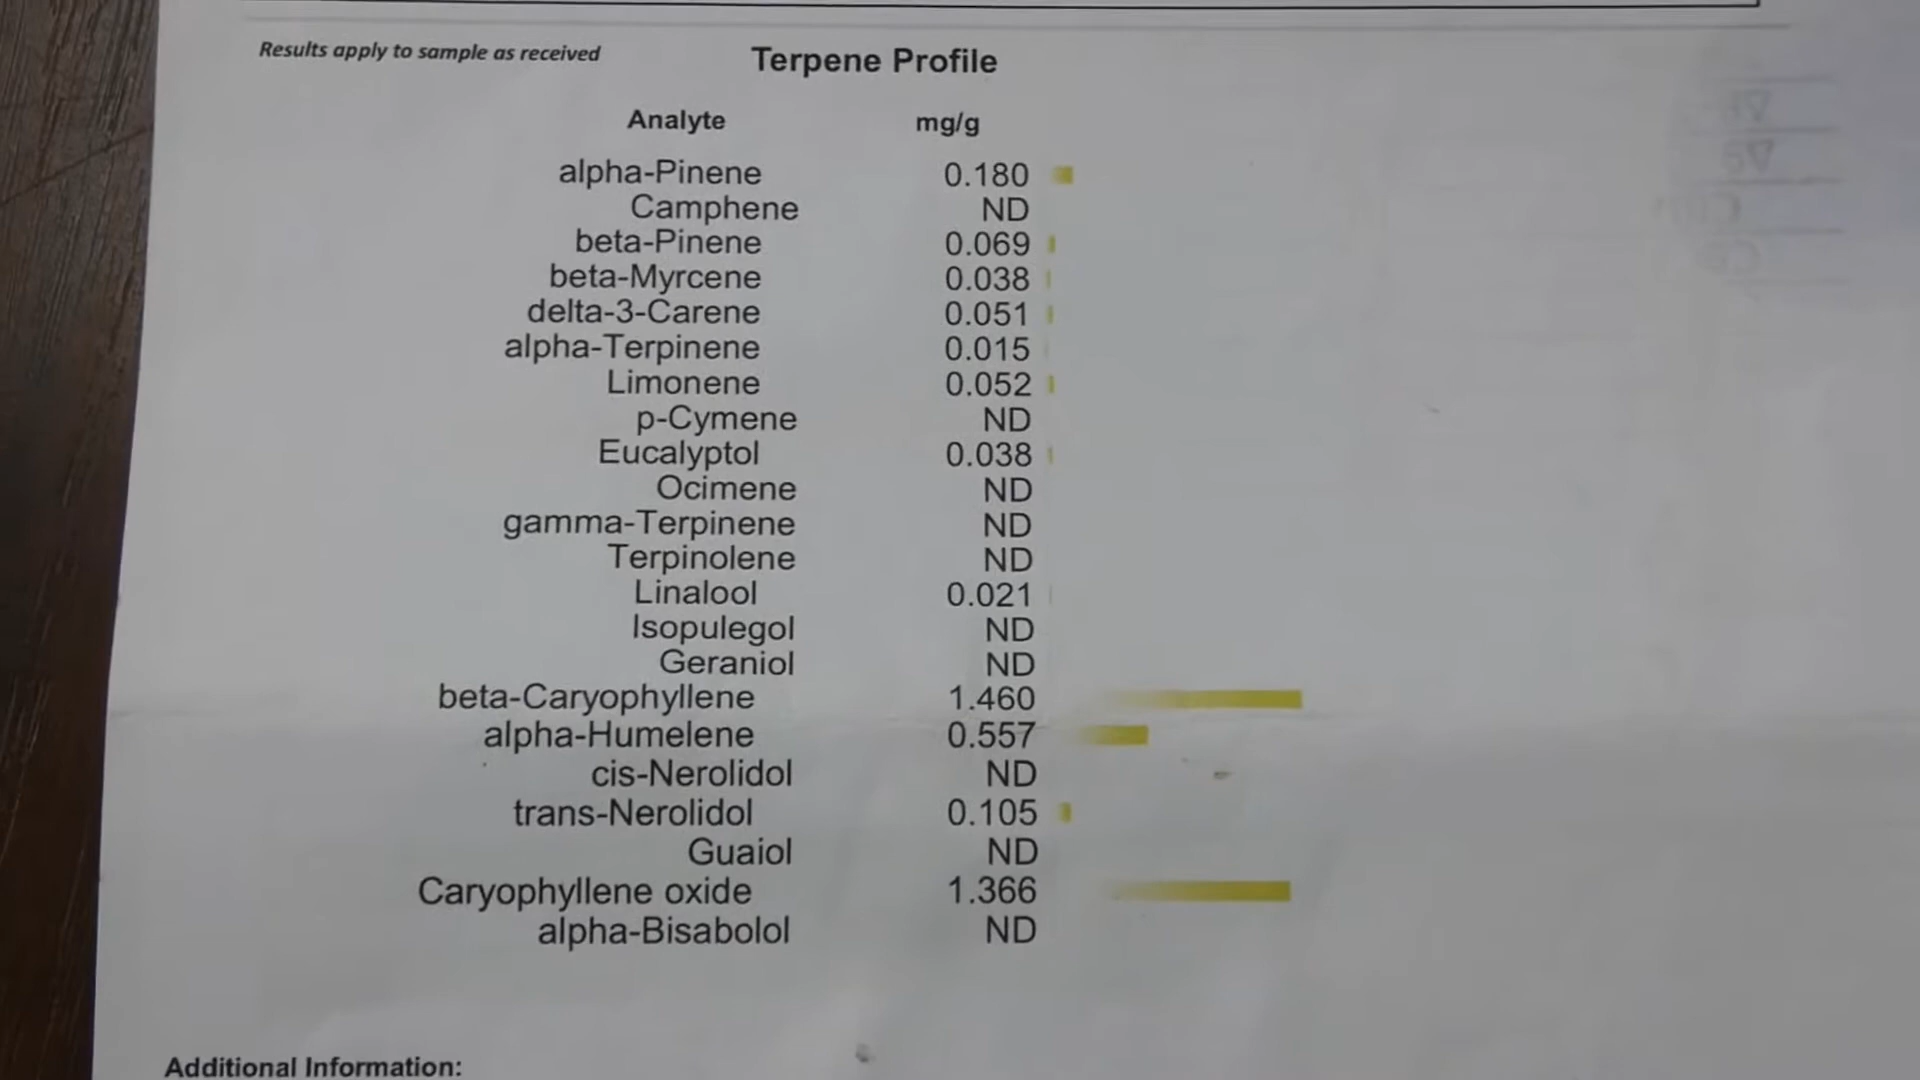 Results apply to sample as received
Terpene Profile
Analyte mg/g
alpha-Pinene 0.180
Camphene ND
beta-Pinene 0.069
beta-Myrcene 0.038
delta-3-Carene 0.051
alpha-Terpinene 0.015
Limonene 0.052
p-Cymene ND
Eucalyptol 0.038
Ocimene ND
gamma-Terpinene ND
Terpinolene ND
Linalool 0.021
Isopulegol ND
Geraniol ND
beta-Caryophyllene 1.460
alpha-Humelene 0.557
cis-Nerolidol ND
trans-Nerolidol 0.105
Guaiol ND
Caryophyllene oxide 1.366
alpha-Bisabolol ND
Additional Information: